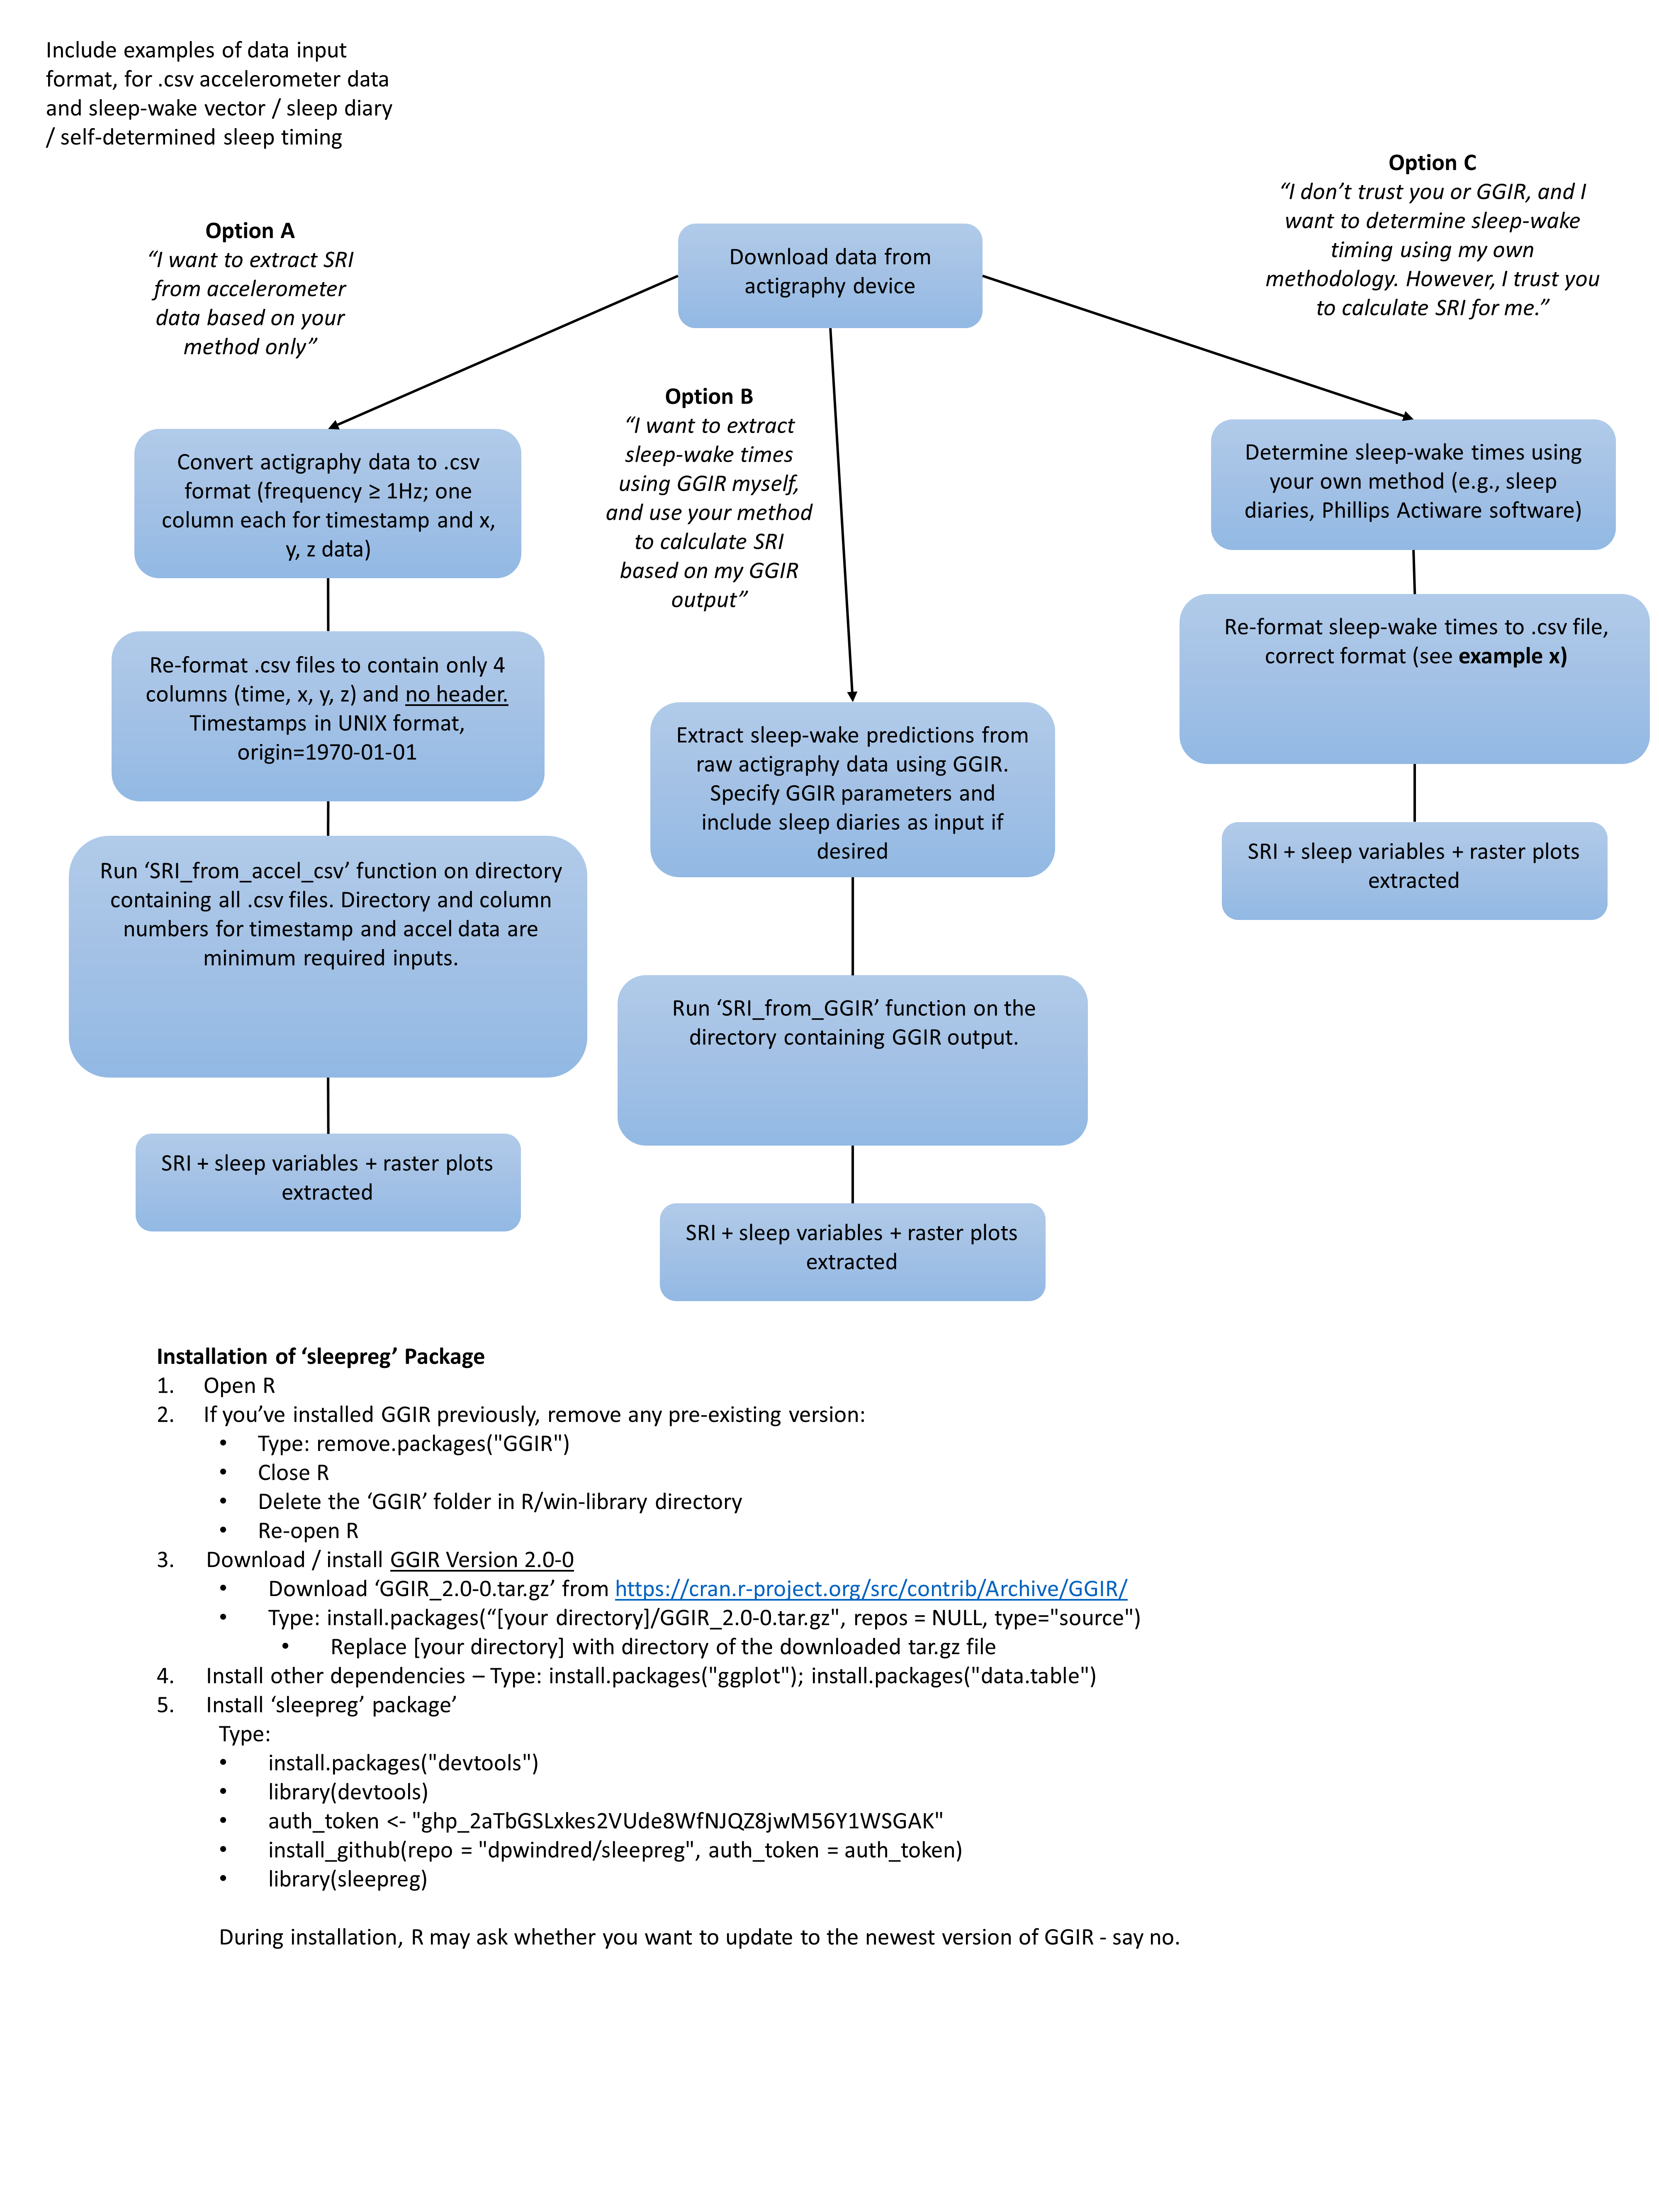 Include examples of data input
format, for .csv accelerometer data
and sleep-wake vector / sleep diary
/ self-determined sleep timing
Option A
“I want to extract SRI
from accelerometer
data based on your
method only”
Download data from
actigraphy device
Option C
“I don’t trust you or GGIR, and I
want to determine sleep-wake
timing using my own
methodology. However, I trust you
to calculate SRI for me.”
Option B
“I want to extract
sleep-wake times
using GGIR myself,
and use your method
to calculate SRI
based on my GGIR
output”
Convert actigraphy data to .csv
format (frequency ≥ 1Hz; one
column each for timestamp and x,
y, z data)
Re-format .csv files to contain only 4
columns (time, x, y, z) and no header.
Timestamps in UNIX format,
origin=1970-01-01
Run ‘SRI_from_accel_csv’ function on directory
containing all .csv files. Directory and column
numbers for timestamp and accel data are
minimum required inputs.
SRI + sleep variables + raster plots
extracted
Extract sleep-wake predictions from
raw actigraphy data using GGIR.
Specify GGIR parameters and
include sleep diaries as input if
desired
Run ‘SRI_from_GGIR’ function on the
directory containing GGIR output.
SRI + sleep variables + raster plots
extracted
Determine sleep-wake times using
your own method (e.g., sleep
diaries, Phillips Actiware software)
Re-format sleep-wake times to .csv file,
correct format (see example x)
SRI + sleep variables + raster plots
extracted
Installation of ‘sleepreg’ Package
1. Open R
2. If you’ve installed GGIR previously, remove any pre-existing version:
• Type: remove.packages("GGIR")
• Close R
• Delete the ‘GGIR’ folder in R/win-library directory
• Re-open R
3. Download / install GGIR Version 2.0-0
• Download ‘GGIR_2.0-0.tar.gz’ from https://cran.r-project.org/src/contrib/Archive/GGIR/
• Type: install.packages(“[your directory]/GGIR_2.0-0.tar.gz", repos = NULL, type="source")
• Replace [your directory] with directory of the downloaded tar.gz file
4. Install other dependencies – Type: install.packages("ggplot"); install.packages("data.table")
5. Install ‘sleepreg’ package’
Type:
• install.packages("devtools")
• library(devtools)
• auth_token <- "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"
• install_github(repo = "dpwindred/sleepreg", auth_token = auth_token)
• library(sleepreg)
During installation, R may ask whether you want to update to the newest version of GGIR - say no.